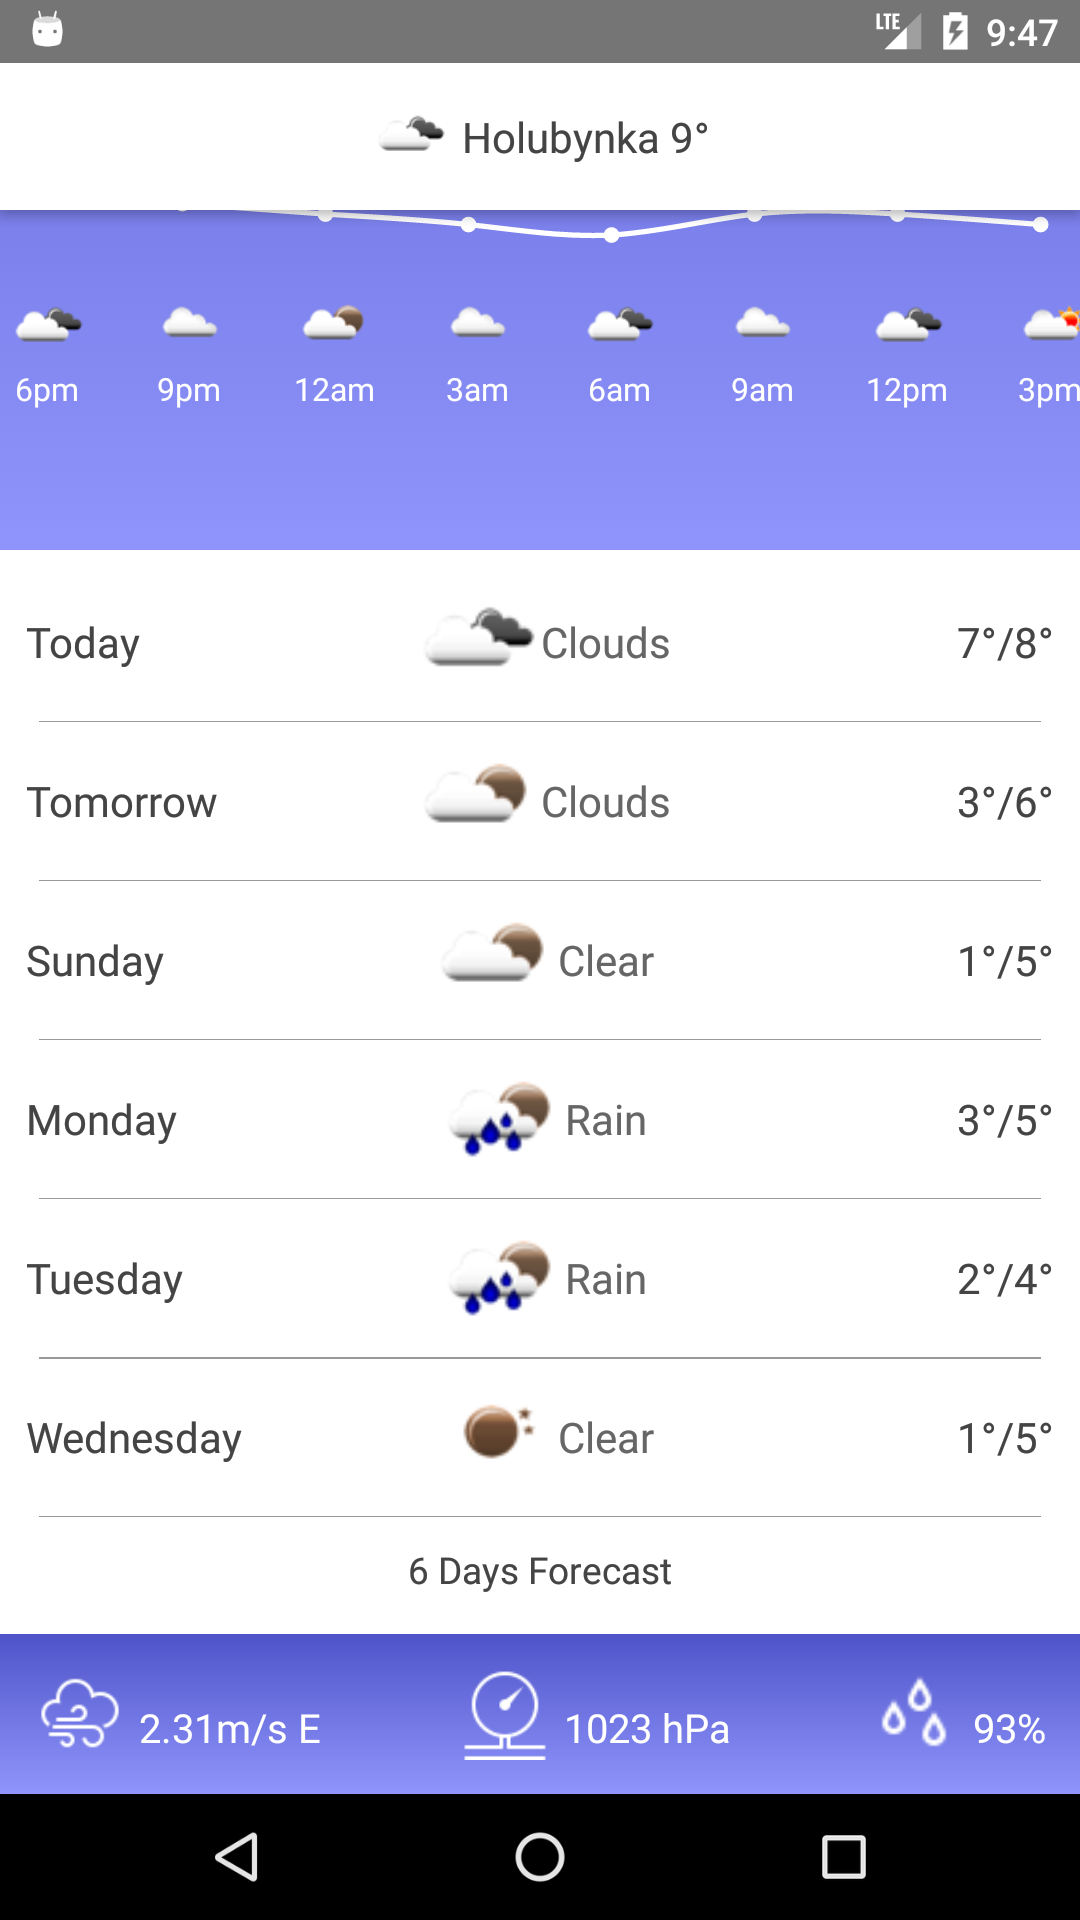 LTE 9:47
Holubynka 9°
6pm 9pm 12am 3am 6am 9am 12pm 3pm
Today Clouds 7°/8°
Tomorrow Clouds 3°/6°
Sunday Clear 1°/5°
Monday Rain 3°/5°
Tuesday Rain 2°/4°
Wednesday Clear 1°/5°
6 Days Forecast
2.31m/s E 1023 hPa 93%